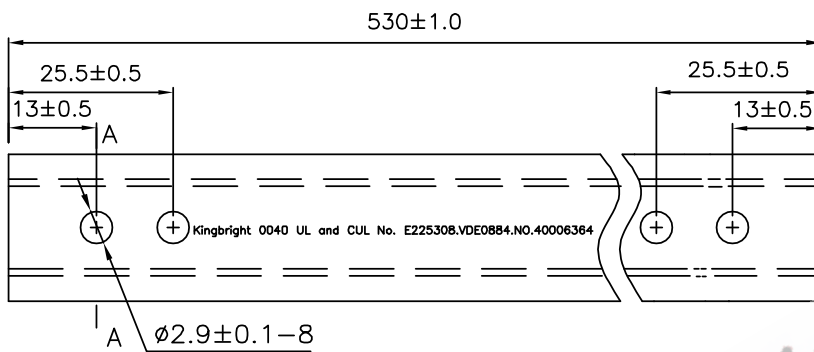 530±1.0
25.5±0.5
25.5±0.5
13±0.5
13±0.5
A
Kingbright 0040 UL and CUL No. E225308.VDE0884.NO.40006364
A
ø2.9±0.1-8